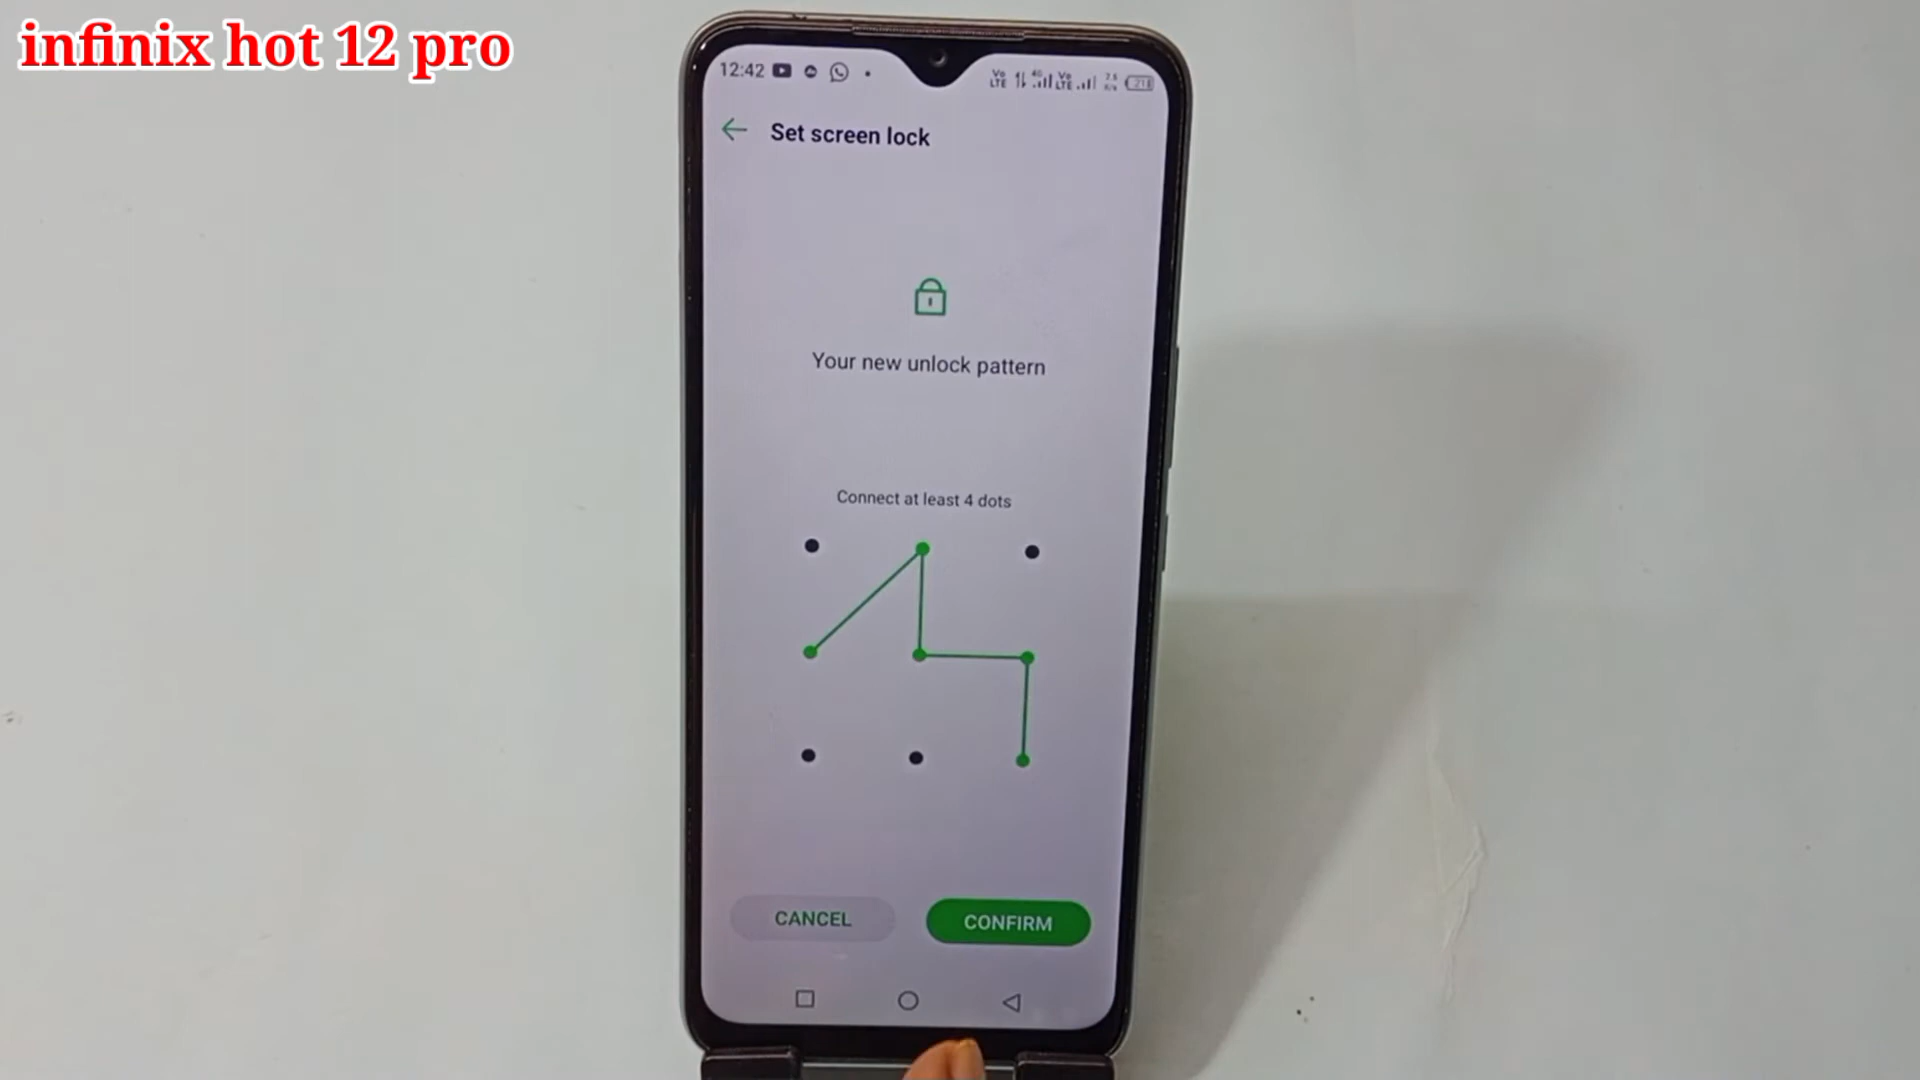 infinix hot 12 pro
12:42
Set screen lock
Your new unlock pattern
Connect at least 4 dots
CANCEL
CONFIRM